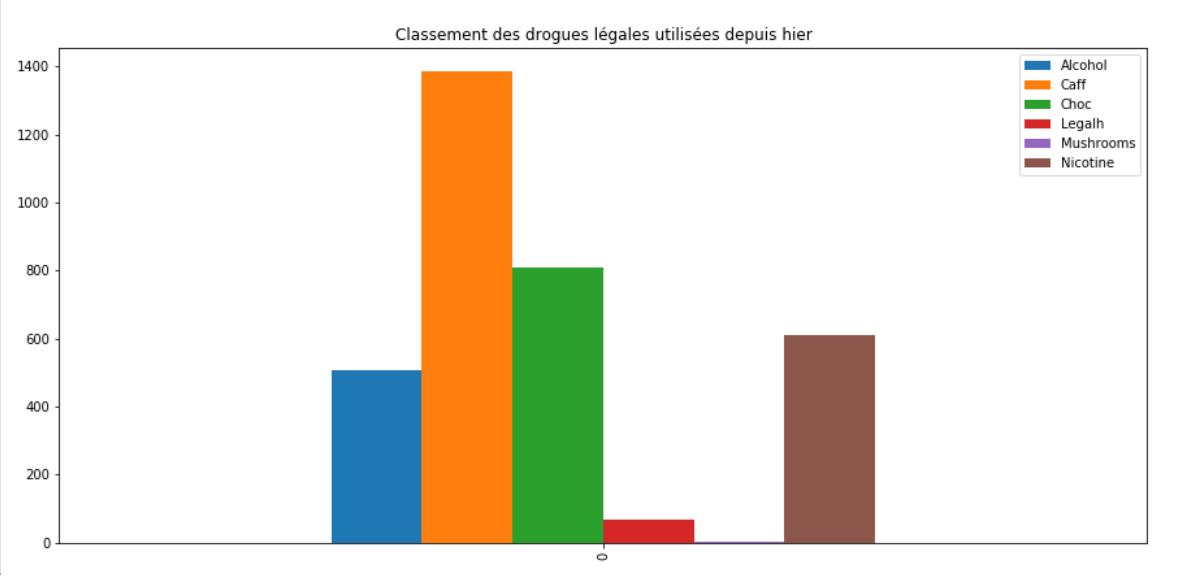 Classement des drogues légales utilisées depuis hier
1400
1200
1000
800
600
400
200
0
Alcohol
Caff
Choc
Legalh
Mushrooms
Nicotine
0